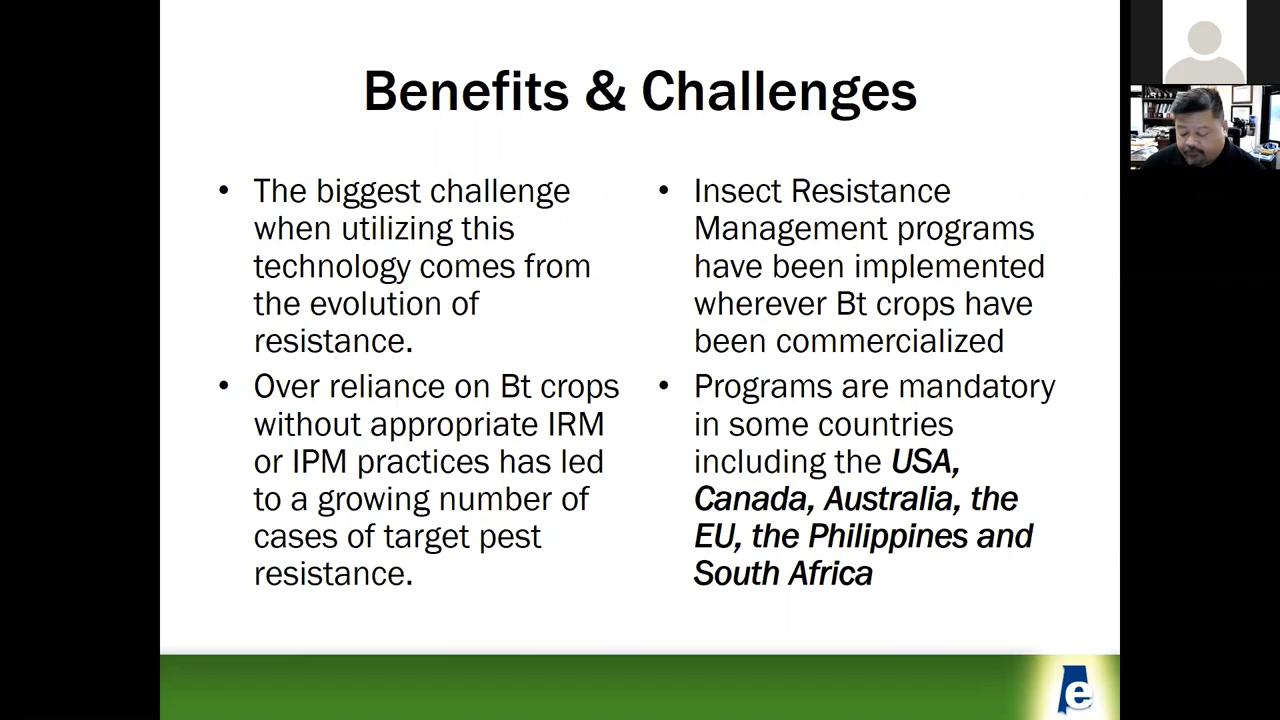 Benefits & Challenges
• The biggest challenge
when utilizing this
technology comes from
the evolution of
resistance.
• Over reliance on Bt crops
without appropriate IRM
or IPM practices has led
to a growing number of
cases of target pest
resistance.
• Insect Resistance
Management programs
have been implemented
wherever Bt crops have
been commercialized
• Programs are mandatory
in some countries
including the USA,
Canada, Australia, the
EU, the Philippines and
South Africa
e